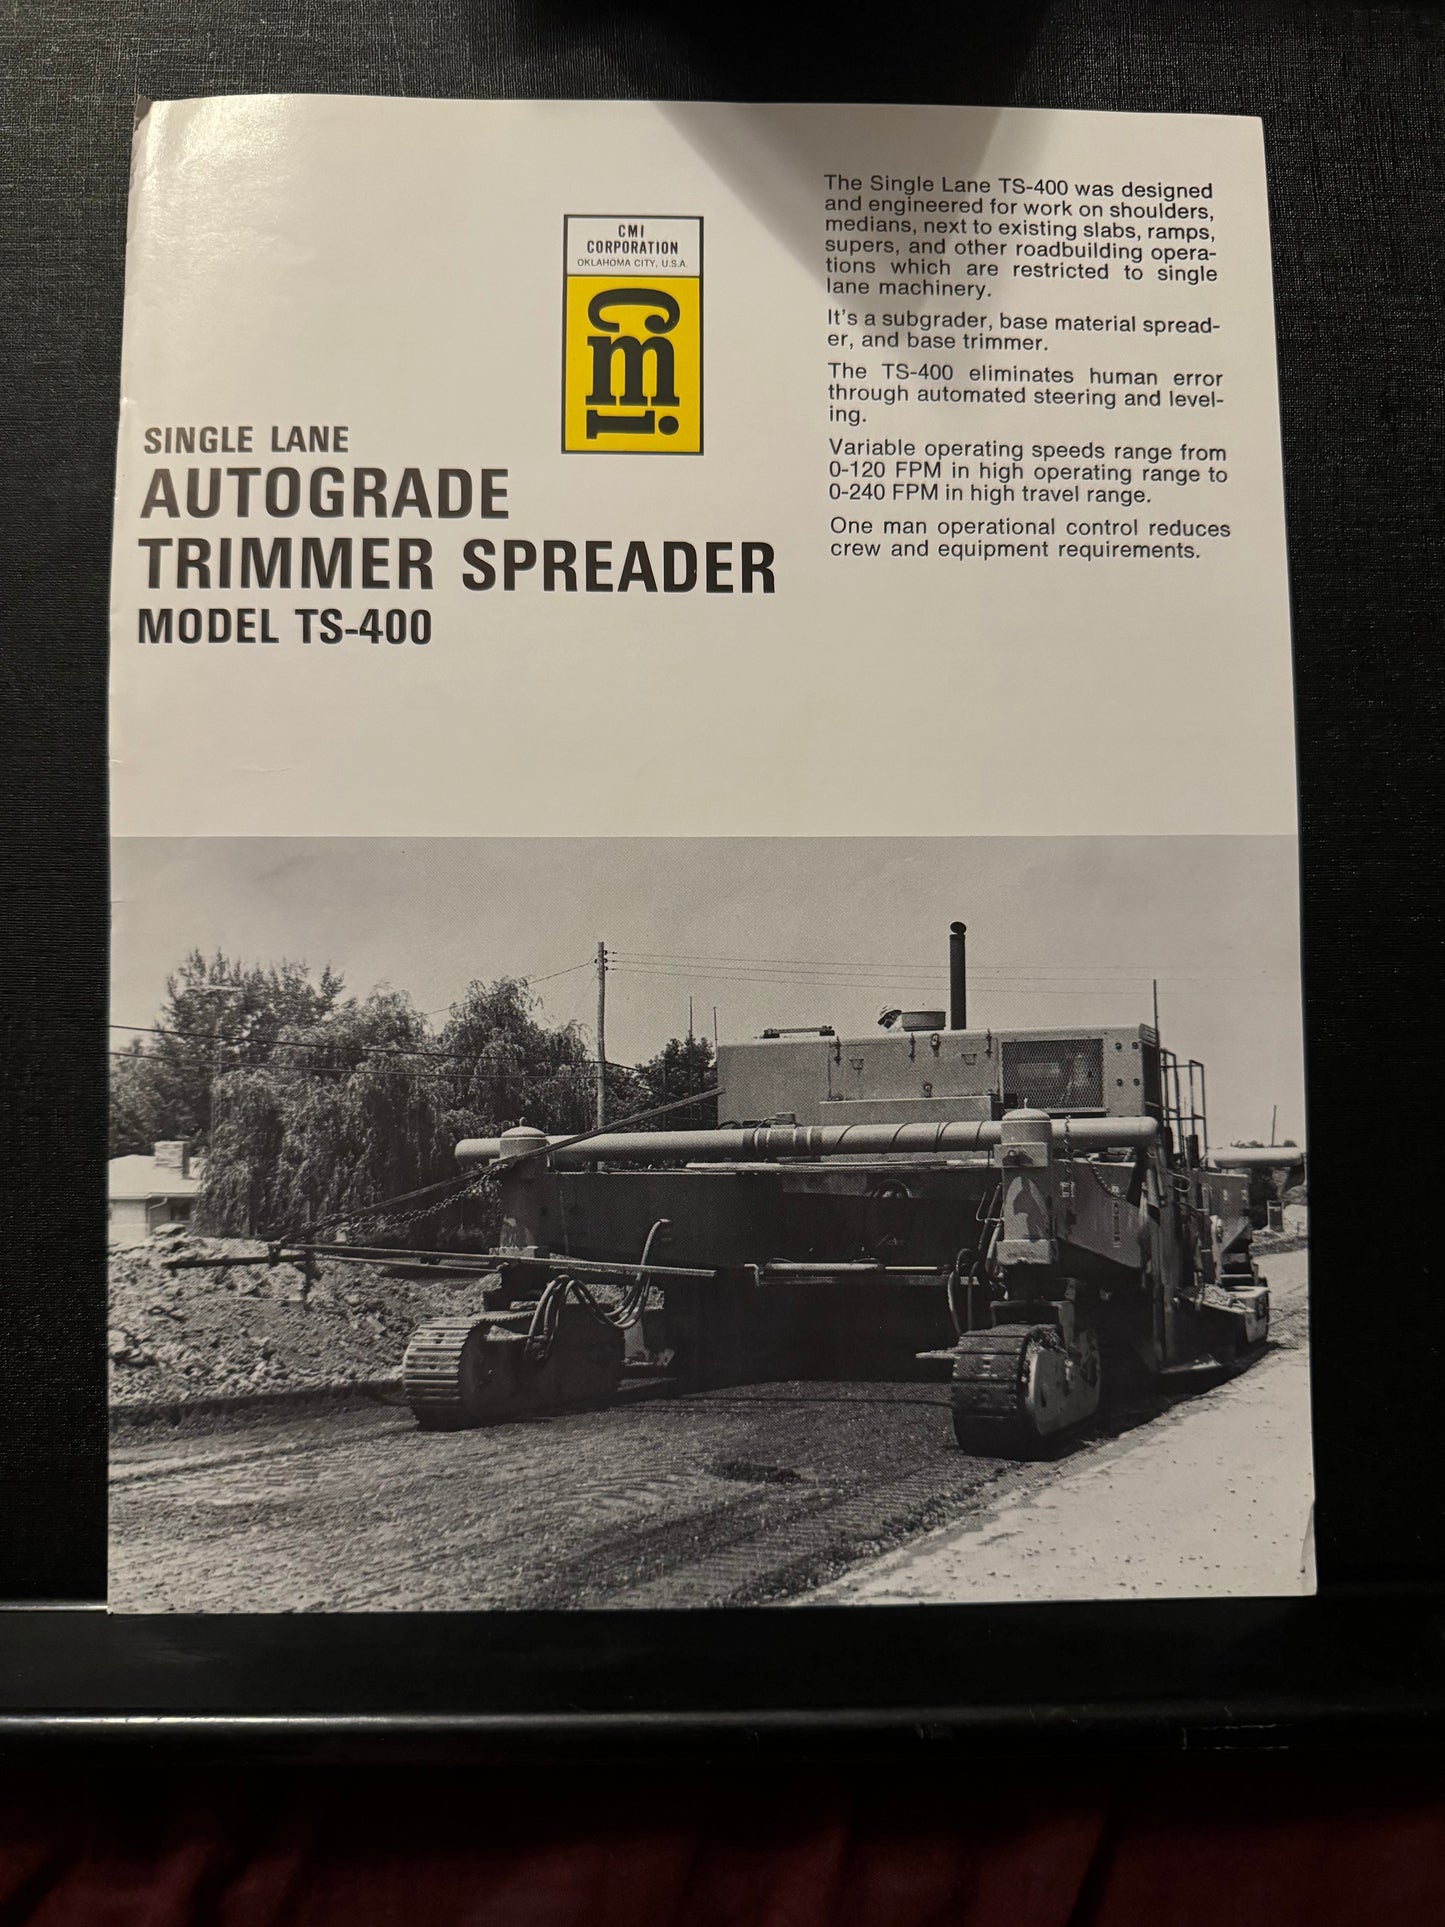 CMI
CORPORATION
OKLAHOMA CITY, U.S.A.
cmi
SINGLE LANE
AUTOGRADE
TRIMMER SPREADER
MODEL TS-400
The Single Lane TS-400 was designed
and engineered for work on shoulders,
medians, next to existing slabs, ramps,
supers, and other roadbuilding opera-
tions which are restricted to single
lane machinery.
It's a subgrader, base material spread-
er, and base trimmer.
The TS-400 eliminates human error
through automated steering and level-
ing.
Variable operating speeds range from
0-120 FPM in high operating range to
0-240 FPM in high travel range.
One man operational control reduces
crew and equipment requirements.